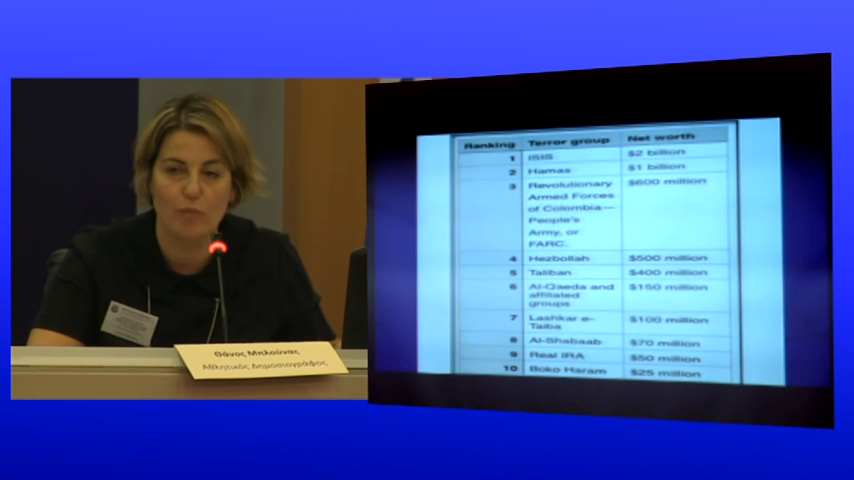 Θάνος Μπλούνας
Αθλητικός Δημοσιογράφος
Ranking Terror group Net worth
1 ISIS $2 billion
2 Hamas $1 billion
3 Revolutionary $600 million
Armed Forces
of Colombia—
People's
Army, or
FARC.
4 Hezbollah $500 million
5 Taliban $400 million
6 Al-Qaeda and $150 million
affiliated
groups
7 Lashkar e- $100 million
Taiba
8 Al-Shabaab $70 million
9 Real IRA $50 million
10 Boko Haram $25 million